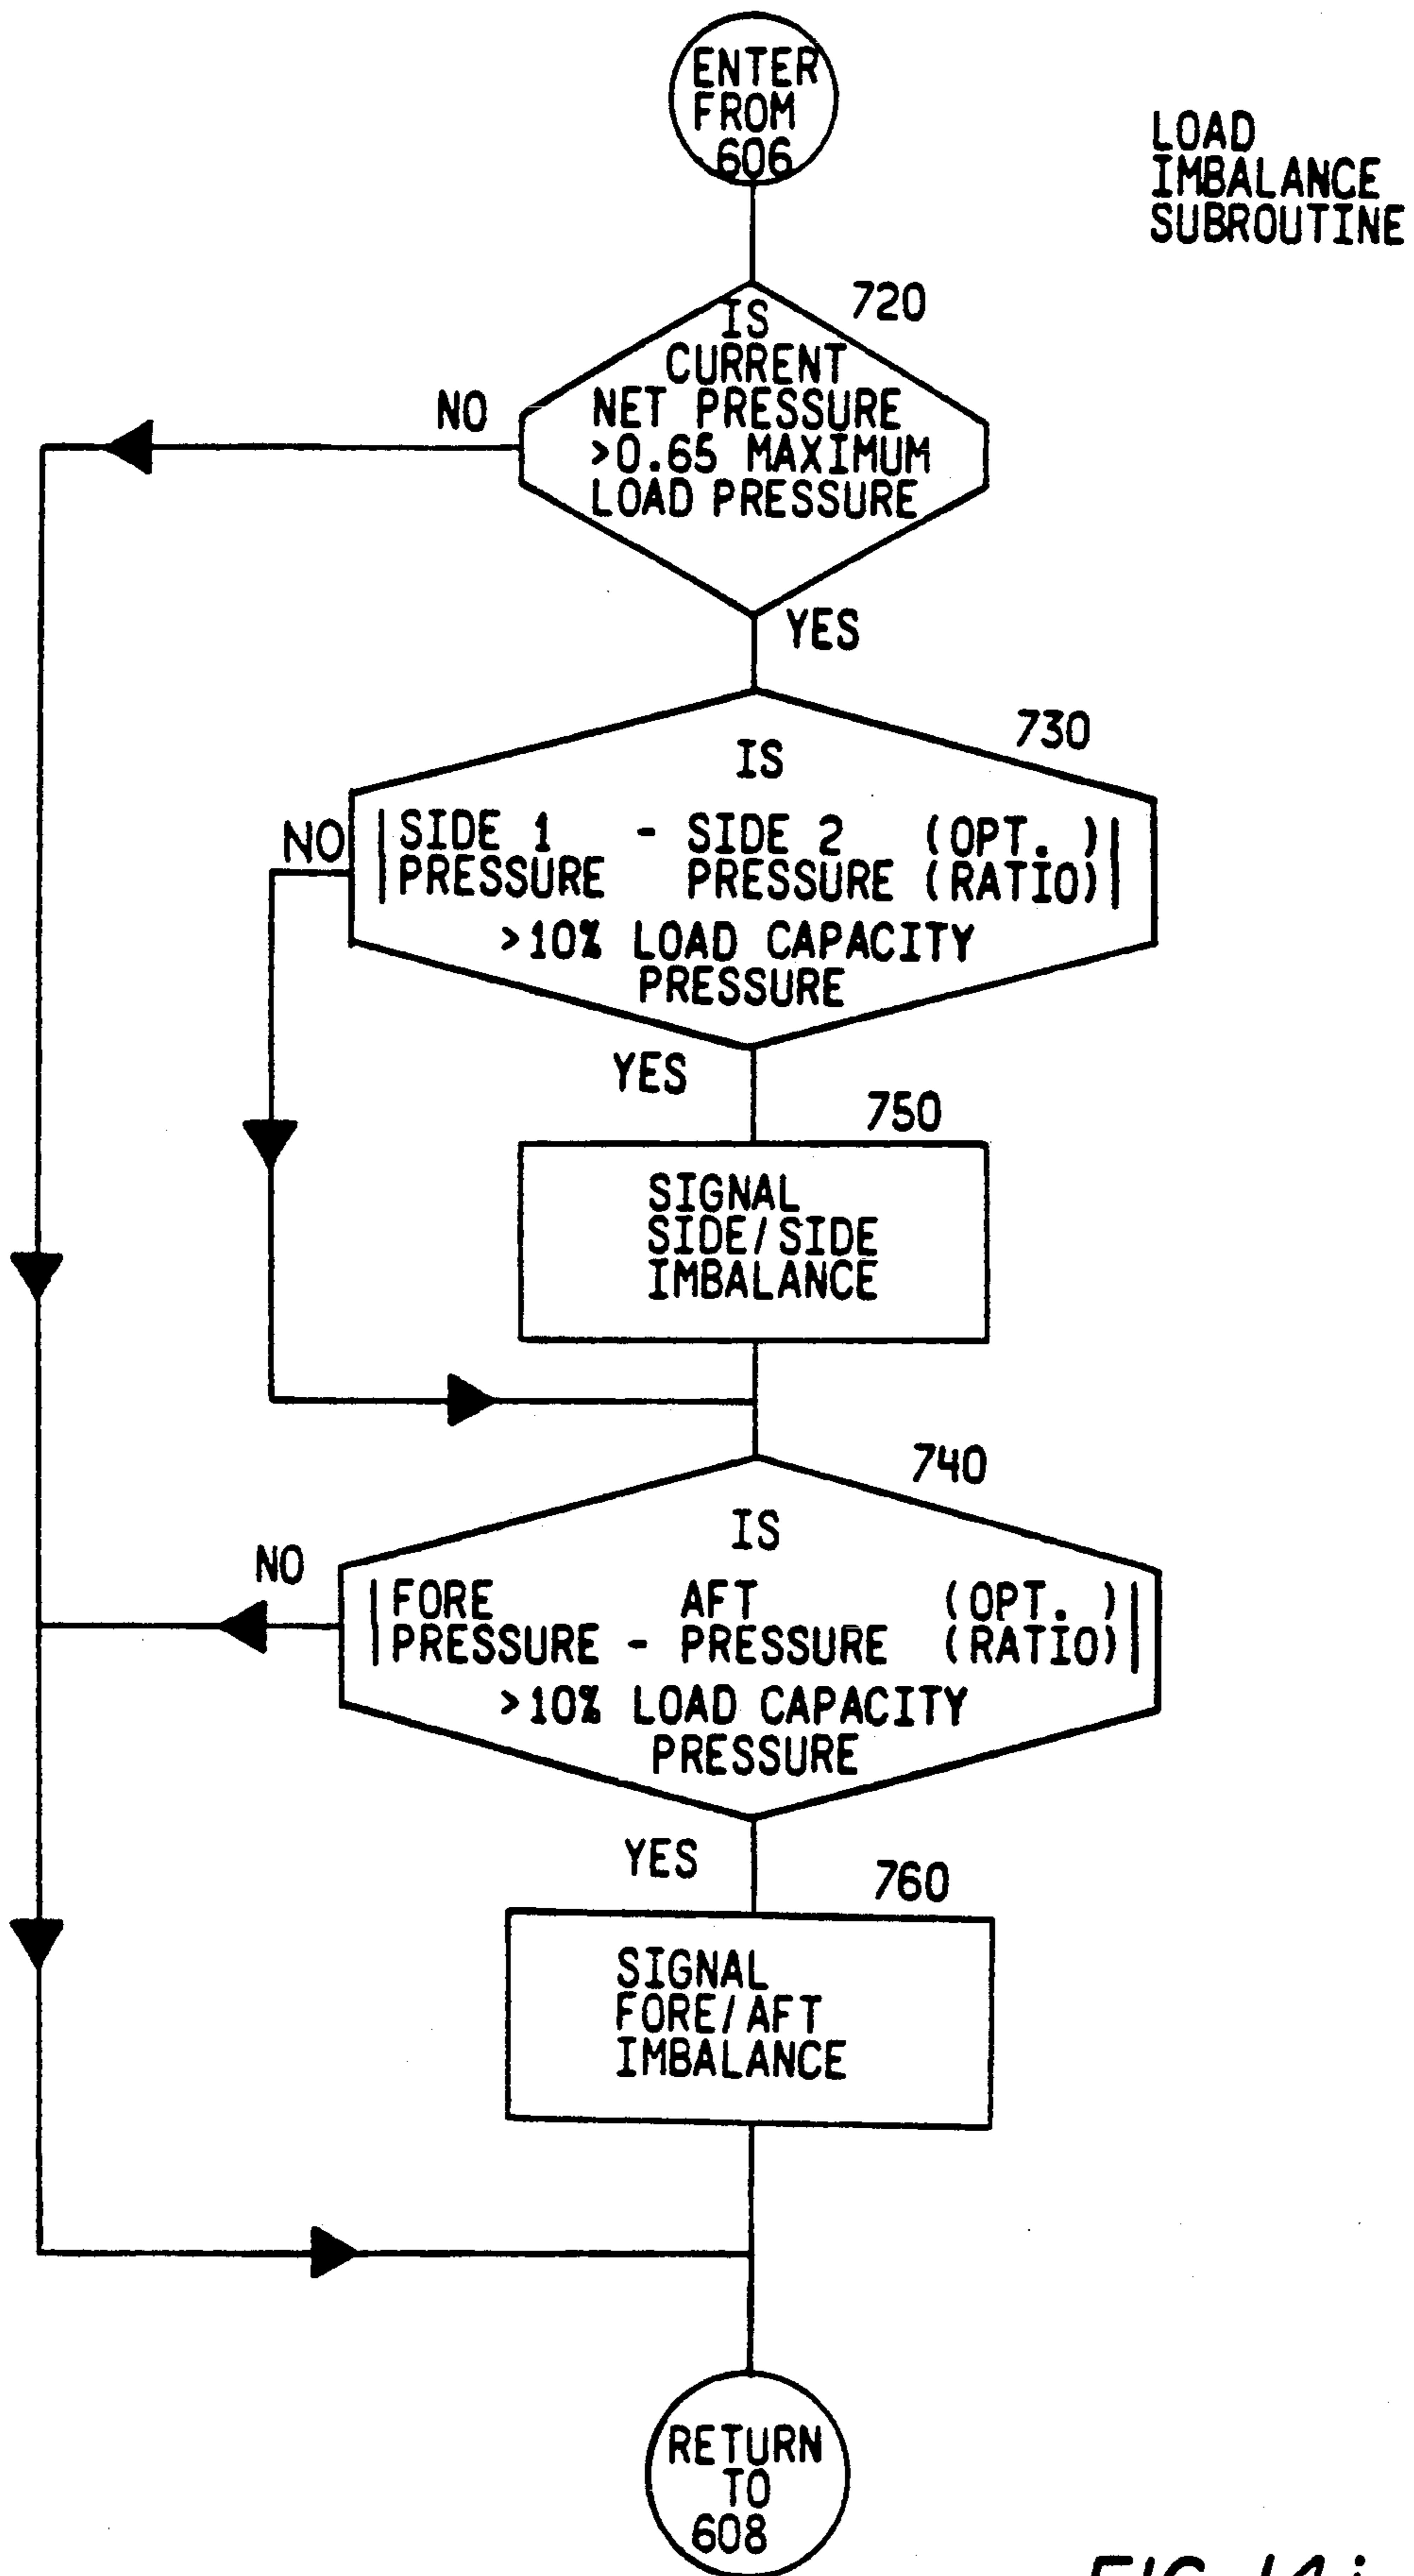 ENTER
FROM
606
LOAD
IMBALANCE
SUBROUTINE
720
IS
CURRENT
NET PRESSURE
>0.65 MAXIMUM
LOAD PRESSURE
NO
YES
730
IS
NO
|SIDE 1 - SIDE 2 (OPT. )|
|PRESSURE PRESSURE (RATIO)|
>10% LOAD CAPACITY
PRESSURE
YES
750
SIGNAL
SIDE/SIDE
IMBALANCE
740
IS
NO
|FORE AFT (OPT. )|
|PRESSURE - PRESSURE (RATIO)|
>10% LOAD CAPACITY
PRESSURE
YES
760
SIGNAL
FORE/AFT
IMBALANCE
RETURN
TO
608